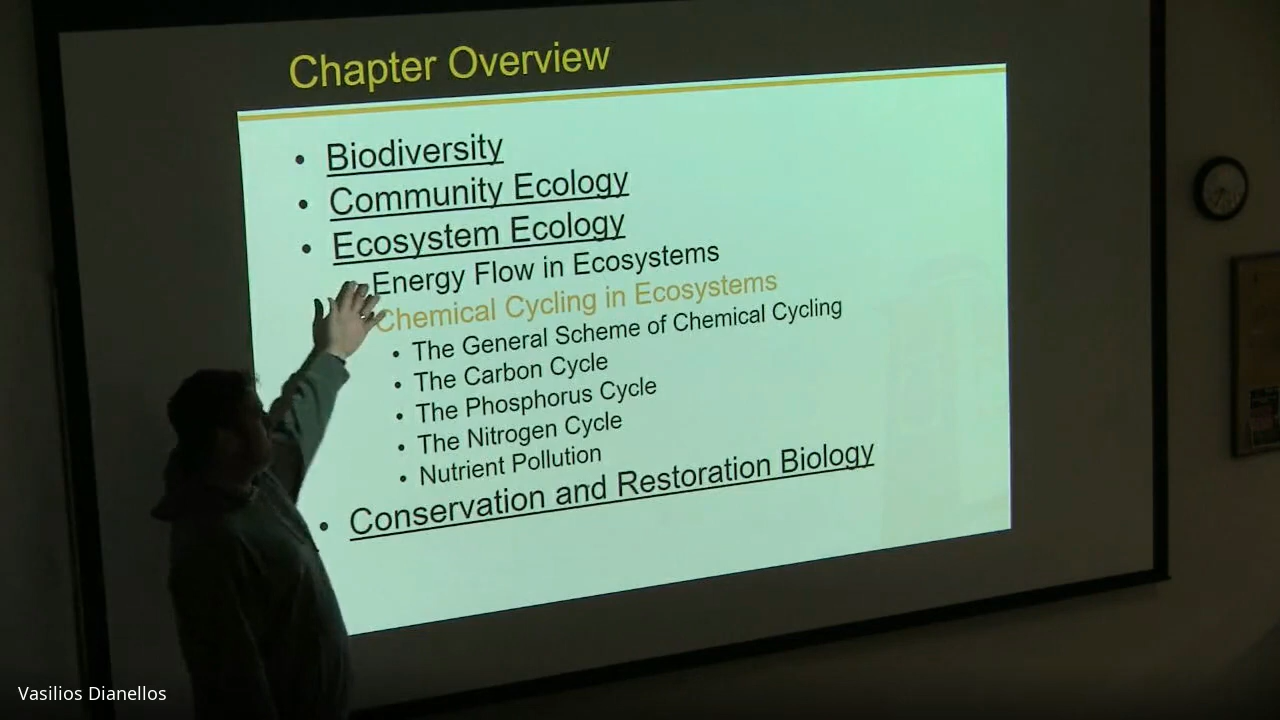 Chapter Overview
• Biodiversity
• Community Ecology
• Ecosystem Ecology
Energy Flow in Ecosystems
Chemical Cycling in Ecosystems
• The General Scheme of Chemical Cycling
• The Carbon Cycle
• The Phosphorus Cycle
• The Nitrogen Cycle
• Nutrient Pollution
• Conservation and Restoration Biology
Vasilios Dianellos